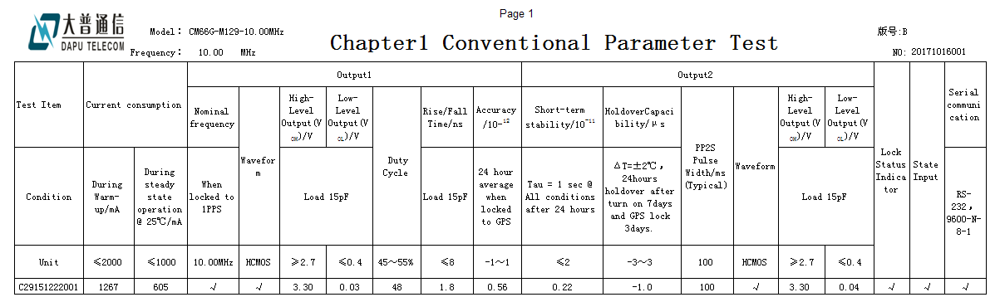 Page 1
大普通信
DAPU TELECOM
Model： CM66G-M129-10.00MHz
Frequency： 10.00 MHz
Chapter1 Conventional Parameter Test
版号:B
NO: 20171016001
Test Item
Current consumption
Output1
Output2
Nominal
frequency
Wavefor
m
High-
Level
Output(V
OH)/V
Low-
Level
Output(V
OL)/V
Duty
Cycle
Rise/Fall
Time/ns
Accuracy
/10-12
Short-term
stability/10-11
HoldoverCapaci
bility/μs
PP2S
Pulse
Width/ms
(Typical)
Waveform
High-
Level
Output(V
OH)/V
Low-
Level
Output(V
OL)/V
Lock
Status
Indica
tor
State
Input
Serial
communi
cation
Condition
During
Warm-
up/mA
During
steady
state
operation
@ 25℃/mA
When
locked to
1PPS
Load 15pF
Load 15pF
24 hour
average
when
locked
to GPS
Tau = 1 sec @
All conditions
after 24 hours
ΔT=±2℃,
24hours
holdover after
turn on 7days
and GPS lock
3days.
Load 15pF
RS-
232,
9600-N-
8-1
Unit ≤2000 ≤1000 10.00MHz HCMOS ≥2.7 ≤0.4 45～55% ≤8 -1～1 ≤2 -3～3 100 HCMOS ≥2.7 ≤0.4
C29151222001 1267 605 √ √ 3.30 0.03 48 1.8 0.56 0.22 -1.0 100 √ 3.30 0.04 √ √ √